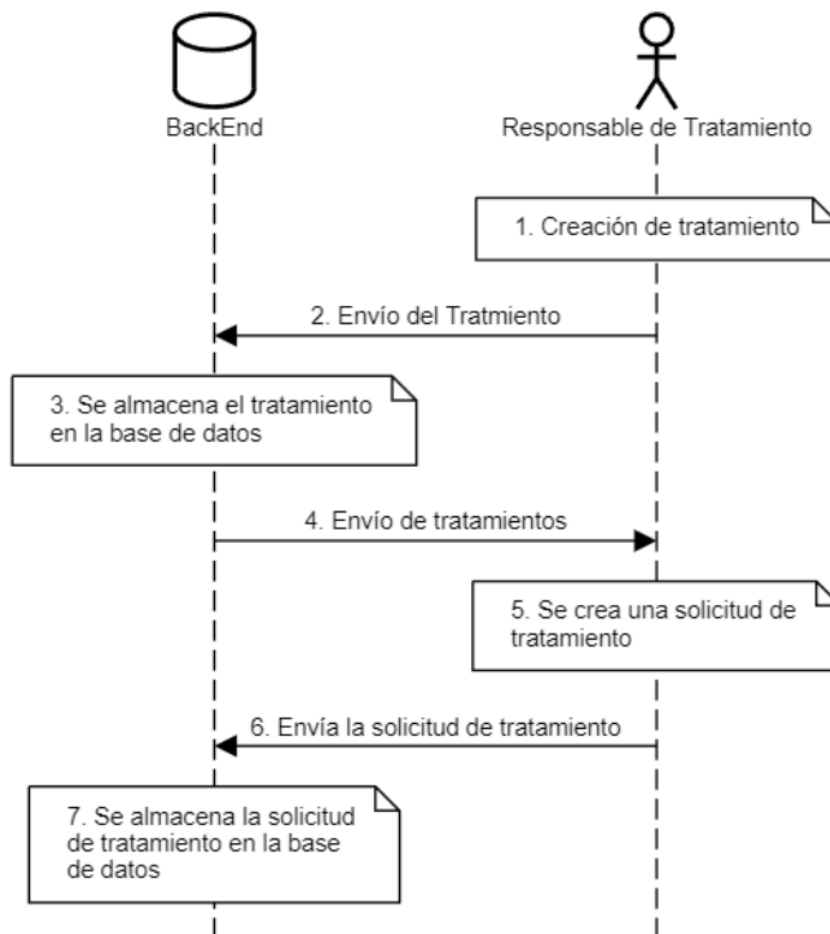 BackEnd
Responsable de Tratamiento
1. Creación de tratamiento
2. Envío del Tratmiento
3. Se almacena el tratamiento
en la base de datos
4. Envío de tratamientos
5. Se crea una solicitud de
tratamiento
6. Envía la solicitud de tratamiento
7. Se almacena la solicitud
de tratamiento en la base
de datos